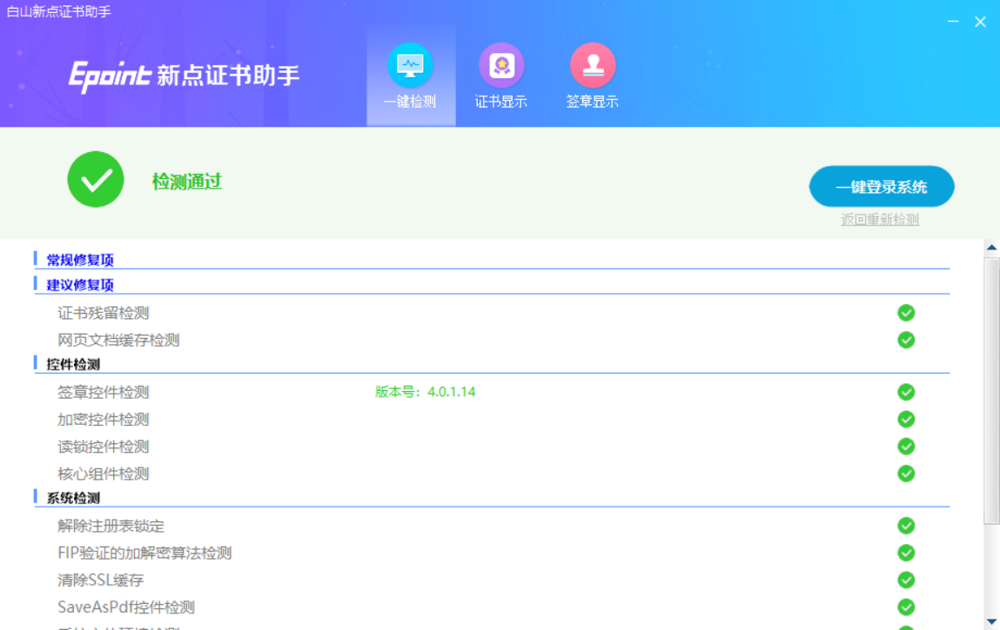 白山新点证书助手
Epoint 新点证书助手
一键检测
证书显示
签章显示
检测通过
一键登录系统
返回重新检测
常规修复项
建议修复项
证书残留检测
网页文档缓存检测
控件检测
签章控件检测 版本号：4.0.1.14
加密控件检测
读锁控件检测
核心组件检测
系统检测
解除注册表锁定
FIP验证的加解密算法检测
清除SSL缓存
SaveAsPdf控件检测